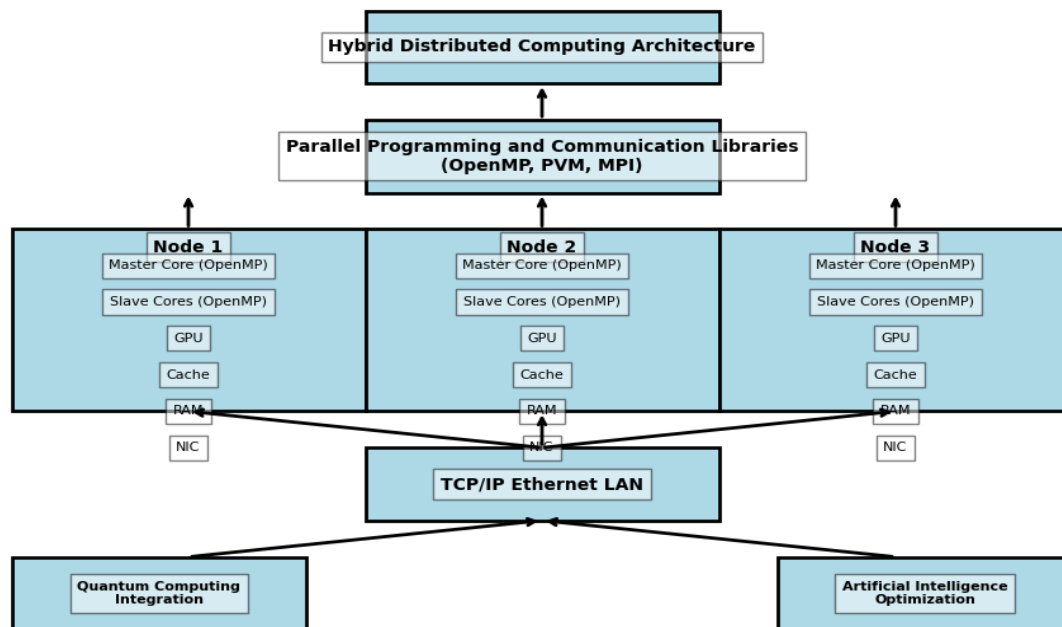 Hybrid Distributed Computing Architecture
Parallel Programming and Communication Libraries
(OpenMP, PVM, MPI)
Node 1
Master Core (OpenMP)
Slave Cores (OpenMP)
GPU
Cache
RAM
NIC
Node 2
Master Core (OpenMP)
Slave Cores (OpenMP)
GPU
Cache
RAM
NIC
Node 3
Master Core (OpenMP)
Slave Cores (OpenMP)
GPU
Cache
RAM
NIC
TCP/IP Ethernet LAN
Quantum Computing
Integration
Artificial Intelligence
Optimization